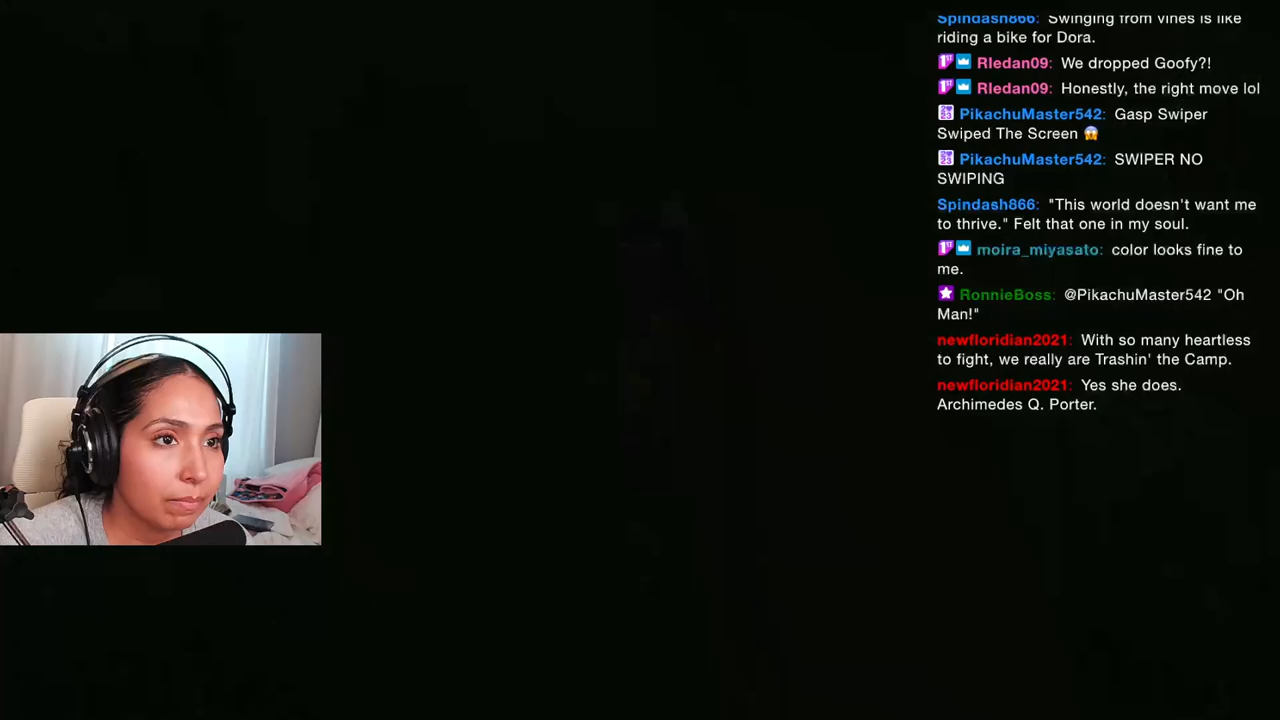 Spindash866: Swinging from vines is like
riding a bike for Dora.
Rledan09: We dropped Goofy?!
Rledan09: Honestly, the right move lol
PikachuMaster542: Gasp Swiper
Swiped The Screen 😱
PikachuMaster542: SWIPER NO
SWIPING
Spindash866: "This world doesn't want me
to thrive." Felt that one in my soul.
moira_miyasato: color looks fine to
me.
RonnieBoss: @PikachuMaster542 "Oh
Man!"
newfloridian2021: With so many heartless
to fight, we really are Trashin' the Camp.
newfloridian2021: Yes she does.
Archimedes Q. Porter.